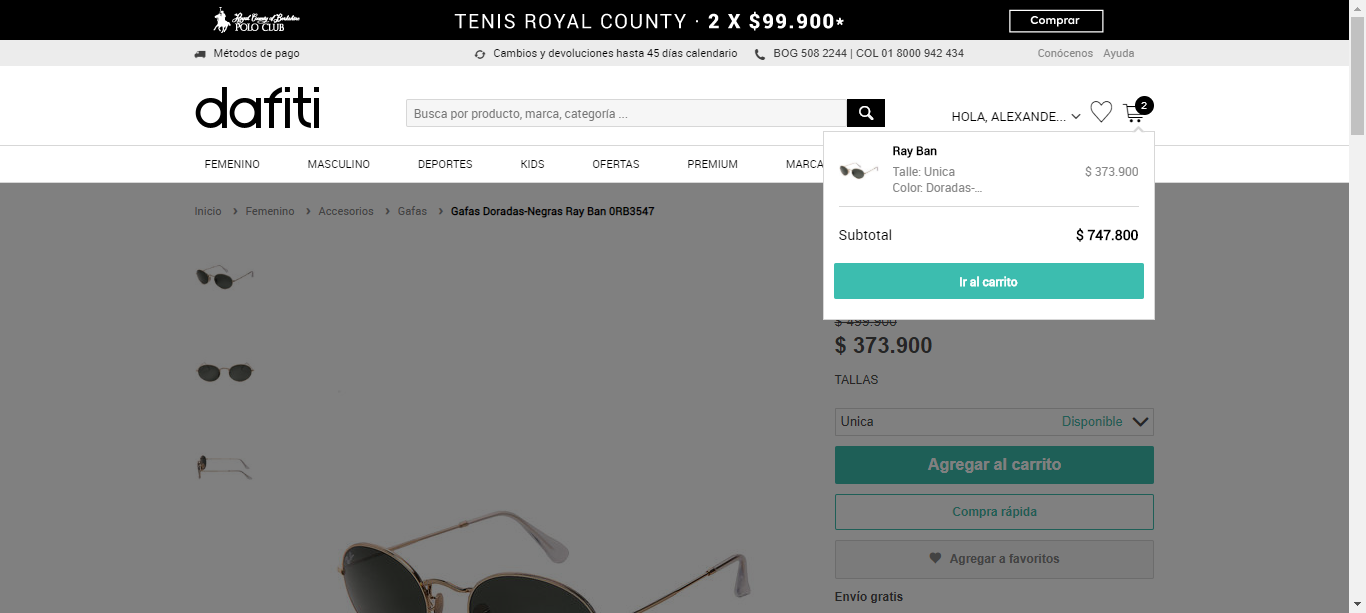 Royal County of Berkshire
POLO CLUB
TENIS ROYAL COUNTY · 2 X $99.900*
Comprar
Métodos de pago
Cambios y devoluciones hasta 45 días calendario
BOG 508 2244 | COL 01 8000 942 434
Conócenos
Ayuda
dafiti
Busca por producto, marca, categoría ...
HOLA, ALEXANDE...
2
FEMENINO
MASCULINO
DEPORTES
KIDS
OFERTAS
PREMIUM
MARCA
Ray Ban
Talle: Unica
$ 373.900
Color: Doradas-...
Subtotal
$ 747.800
Ir al carrito
Inicio > Femenino > Accesorios > Gafas > Gafas Doradas-Negras Ray Ban 0RB3547
$ 499.900
$ 373.900
TALLAS
Unica
Disponible
Agregar al carrito
Compra rápida
Agregar a favoritos
Envío gratis